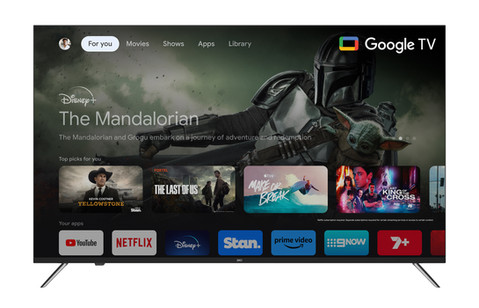 For you
Movies
Shows
Apps
Library
Google TV
Disney+
The Mandalorian
The Mandalorian and Grogu embark on a journey of adventure and redemption
Top picks for you
KEVIN COSTNER
YELLOWSTONE
Stan.
THE LAST OF US
MAKE OR BREAK
KING OF THE CROSS
Your apps
YouTube
NETFLIX
Disney+
Stan.
prime video
9NOW
7+